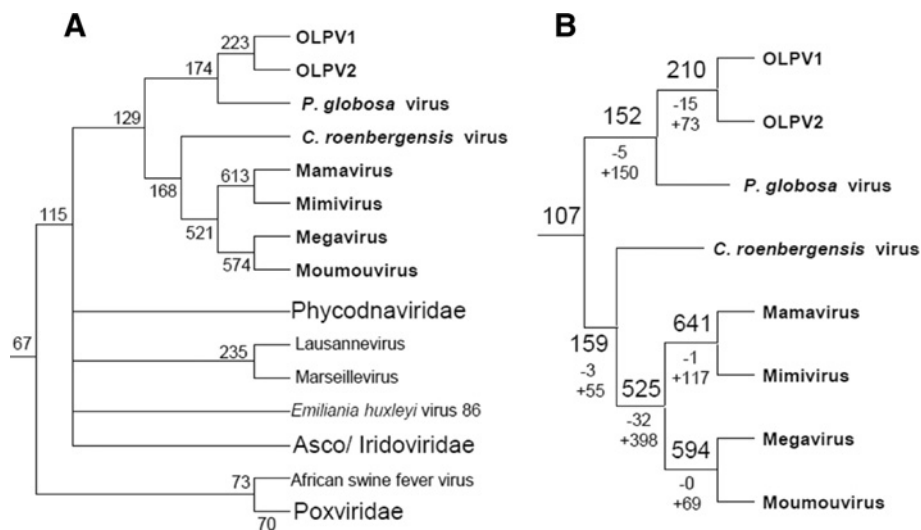 A
223
OLPV1
OLPV2
174
P. globosa virus
129
C. roenbergensis virus
168
613
Mamavirus
Mimivirus
521
Megavirus
574
Moumouvirus
115
Phycodnaviridae
67
235
Lausannevirus
Marseillevirus
Emiliania huxleyi virus 86
Asco/ Iridoviridae
73
African swine fever virus
70
Poxviridae
B
210
OLPV1
-15
+73
OLPV2
152
-5
+150
P. globosa virus
107
C. roenbergensis virus
159
-3
+55
641
Mamavirus
-1
+117
Mimivirus
525
-32
+398
594
Megavirus
-0
+69
Moumouvirus